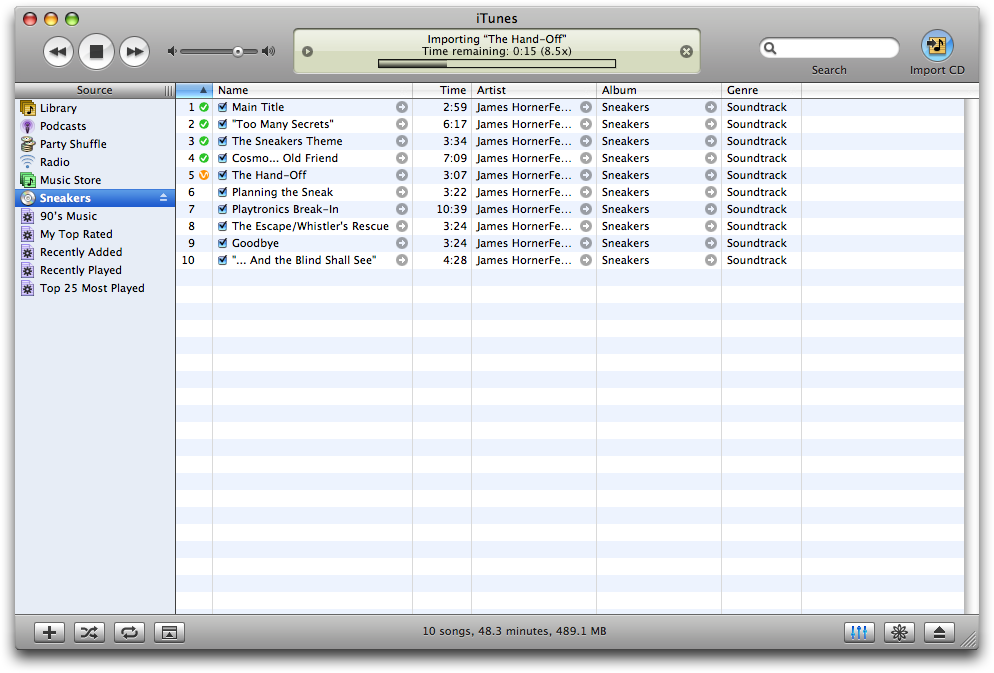 iTunes
Importing "The Hand-Off"
Time remaining: 0:15 (8.5x)
Search
Import CD
Source
Library
Podcasts
Party Shuffle
Radio
Music Store
Sneakers
90's Music
My Top Rated
Recently Added
Recently Played
Top 25 Most Played
Name Time Artist Album Genre
1 Main Title 2:59 James HornerFe... Sneakers Soundtrack
2 "Too Many Secrets" 6:17 James HornerFe... Sneakers Soundtrack
3 The Sneakers Theme 3:34 James HornerFe... Sneakers Soundtrack
4 Cosmo... Old Friend 7:09 James HornerFe... Sneakers Soundtrack
5 The Hand-Off 3:07 James HornerFe... Sneakers Soundtrack
6 Planning the Sneak 3:22 James HornerFe... Sneakers Soundtrack
7 Playtronics Break-In 10:39 James HornerFe... Sneakers Soundtrack
8 The Escape/Whistler's Rescue 3:24 James HornerFe... Sneakers Soundtrack
9 Goodbye 3:24 James HornerFe... Sneakers Soundtrack
10 "... And the Blind Shall See" 4:28 James HornerFe... Sneakers Soundtrack
10 songs, 48.3 minutes, 489.1 MB